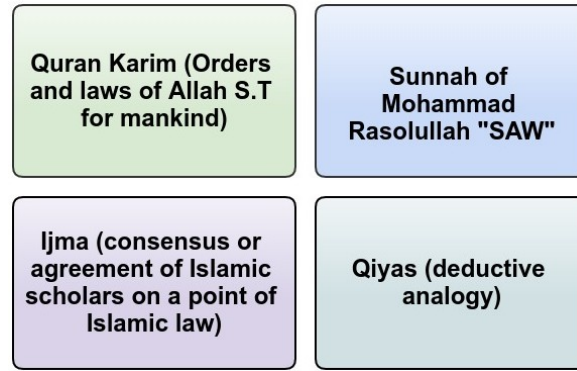 Quran Karim (Orders
and laws of Allah S.T
for mankind)
Sunnah of
Mohammad
Rasolullah "SAW"
Ijma (consensus or
agreement of Islamic
scholars on a point of
Islamic law)
Qiyas (deductive
analogy)